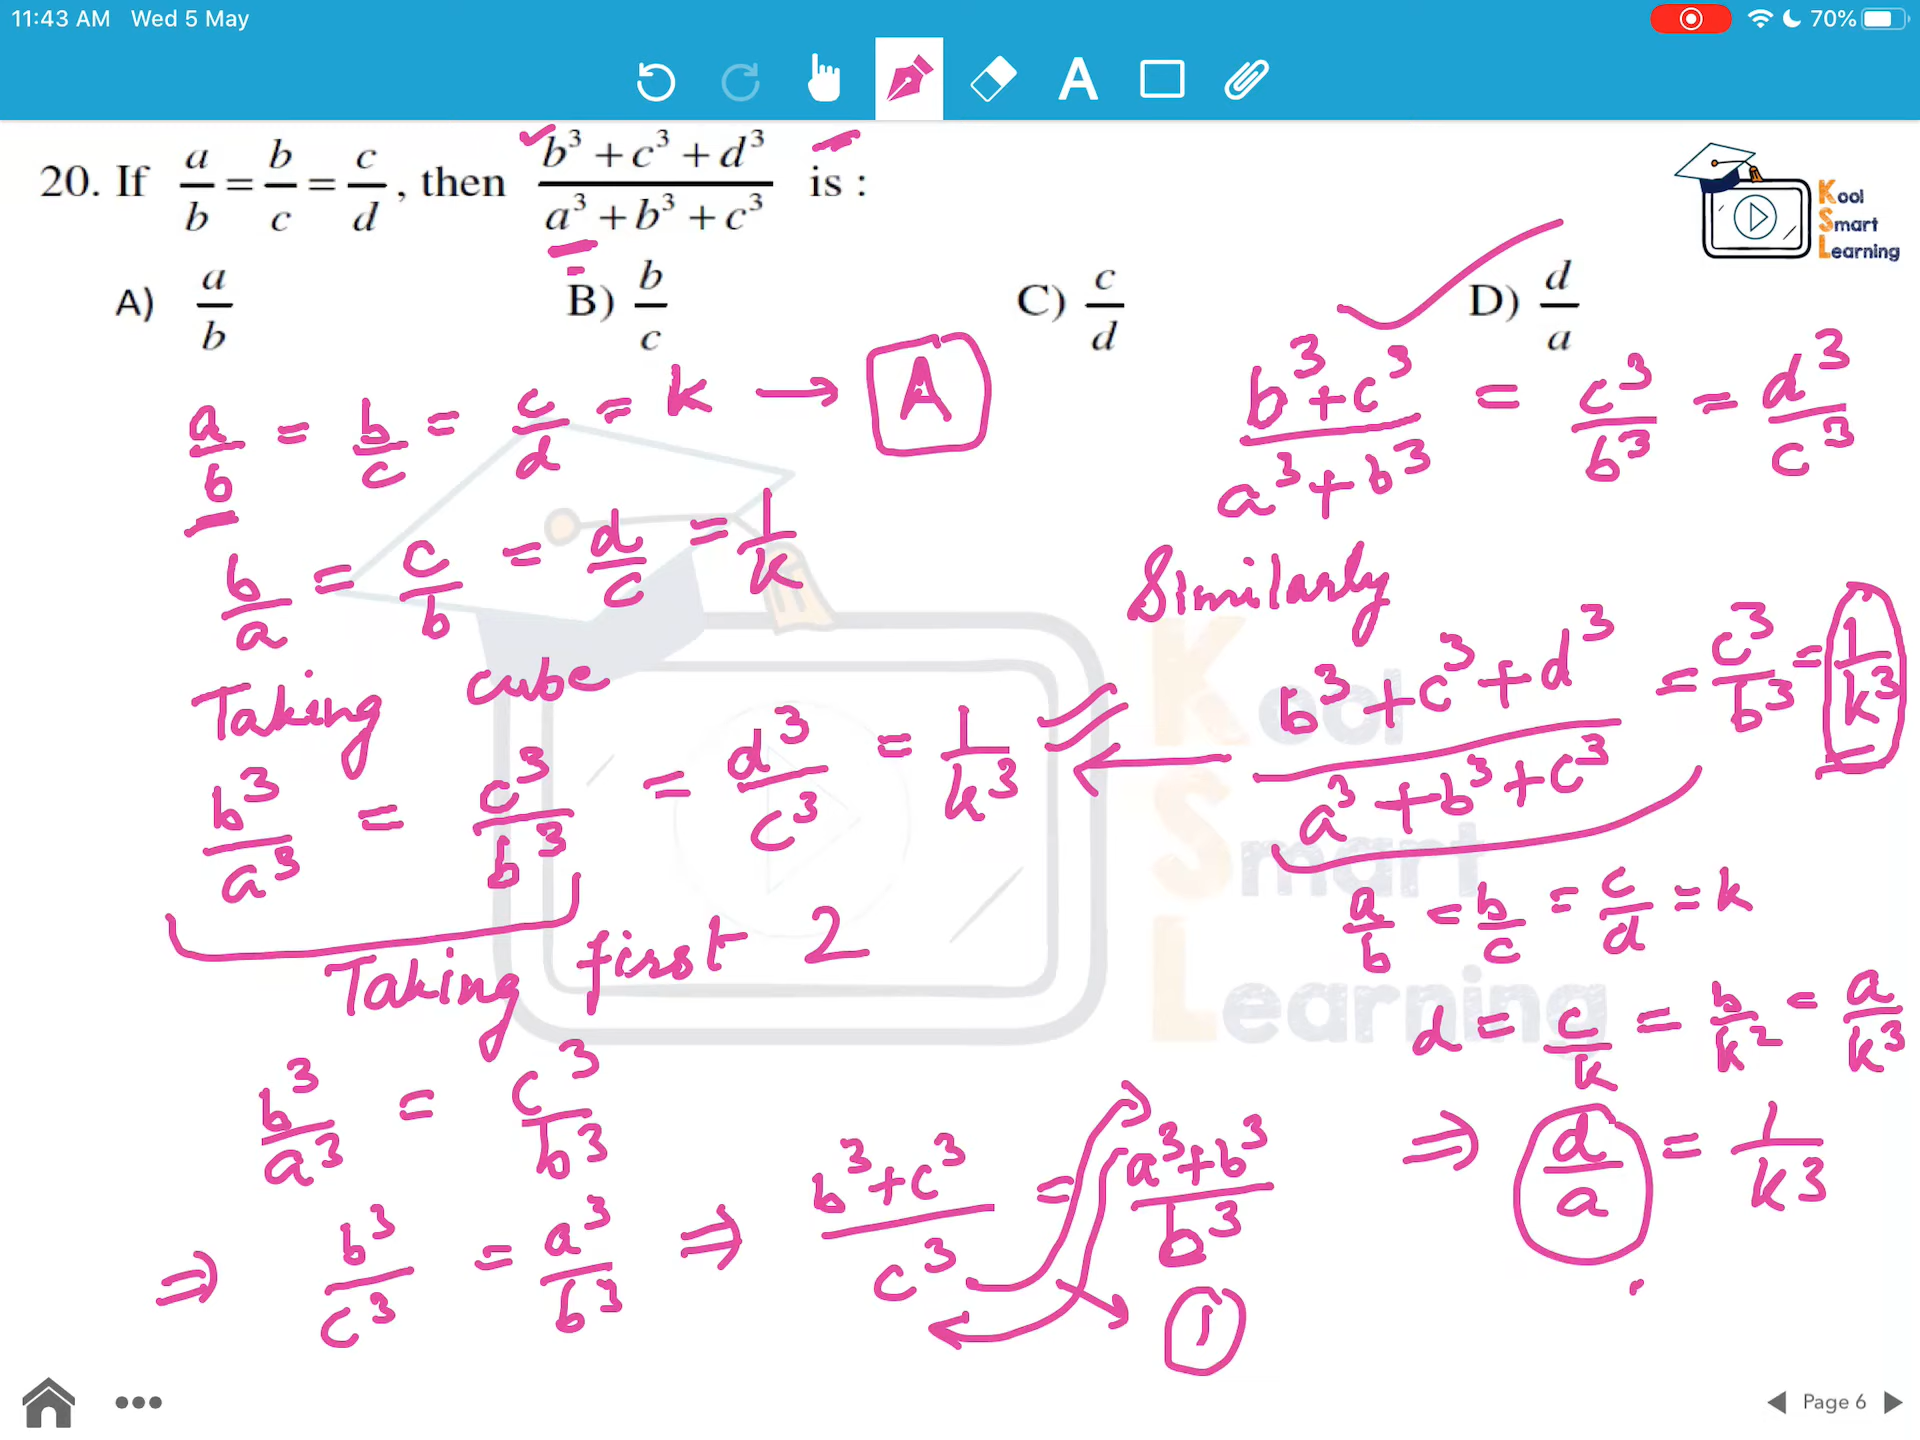 11:43 AM Wed 5 May
70%
A
20. If a/b = b/c = c/d, then (b³ + c³ + d³)/(a³ + b³ + c³) is :
Kool
Smart
Learning
A) a/b B) b/c C) c/d D) d/a
a/b = b/c = c/d = k → A
b/a = c/b = d/c = 1/k
Taking cube
b³/a³ = c³/b³ = d³/c³ = 1/k³
Taking first 2
b³/a³ = c³/b³
⇒ b³/c³ = a³/b³ ⇒ (b³+c³)/c³ = (a³+b³)/b³
1
(b³+c³)/(a³+b³) = c³/b³ = d³/c³
Similarly
(b³+c³+d³)/(a³+b³+c³) = c³/b³ = 1/k³
a/b = b/c = c/d = k
d = c/k = b/k² = a/k³
⇒ d/a = 1/k³
Kool
Smart
Learning
Page 6